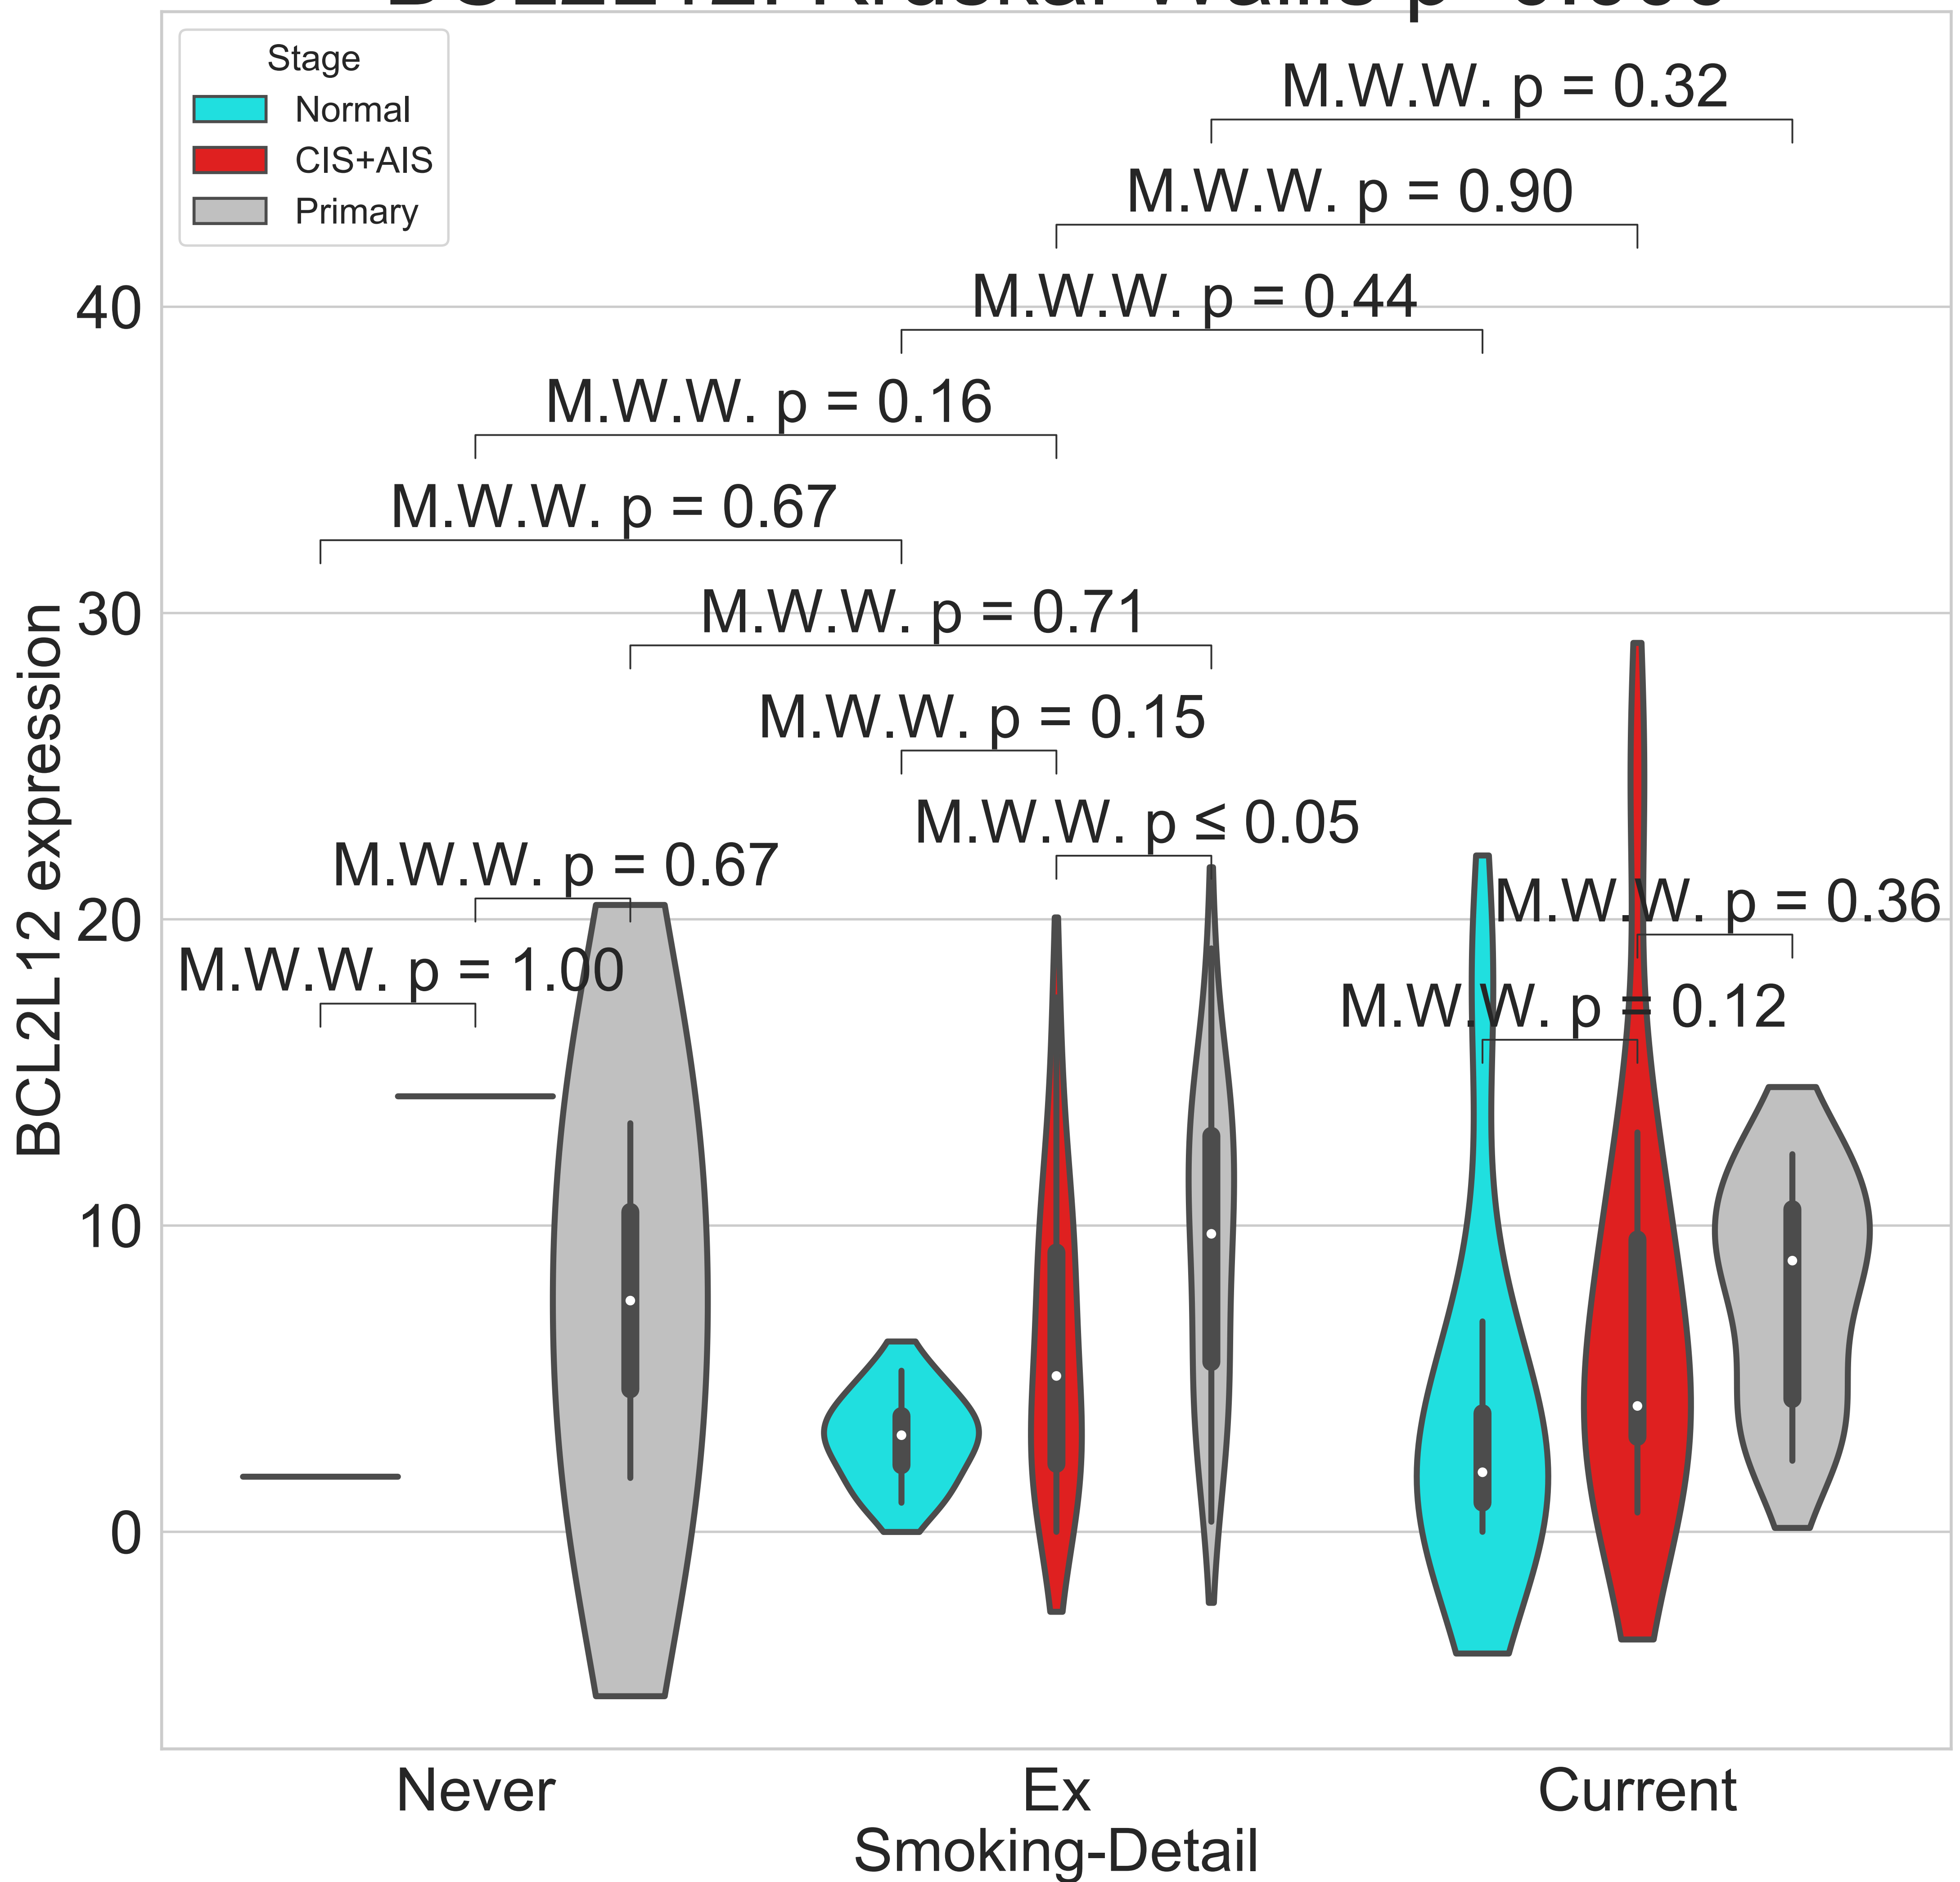 Stage
Normal
CIS+AIS
Primary
M.W.W. p = 0.32
M.W.W. p = 0.90
M.W.W. p = 0.44
M.W.W. p = 0.16
M.W.W. p = 0.67
M.W.W. p = 0.71
M.W.W. p = 0.15
M.W.W. p ≤ 0.05
M.W.W. p = 0.67
M.W.W. p = 0.36
M.W.W. p = 1.00
M.W.W. p = 0.12
40
30
20
10
0
BCL2L12 expression
Never Ex Current
Smoking-Detail